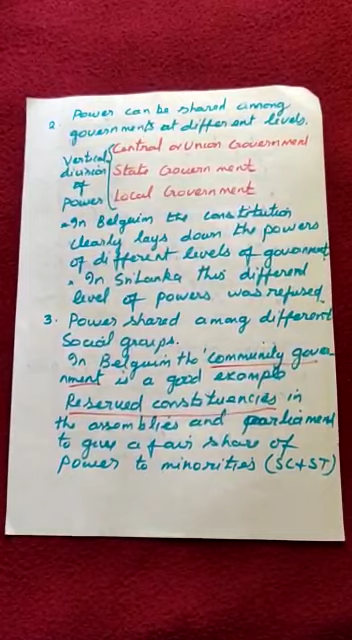 Power can be shared among
2. governments at different levels.
Vertical division of power { Central or Union Government
State Government
Local Government
• In Belguim the constitution
clearly lays down the powers
of different levels of government
• In SriLanka this different
level of powers was refused
3. Power shared among different
Social groups.
In Belguim the 'community gover
nment is a good example
Reserved constituencies in
the assemblies and parliament
to give a fair share of
Power to minorities (SC+ST)